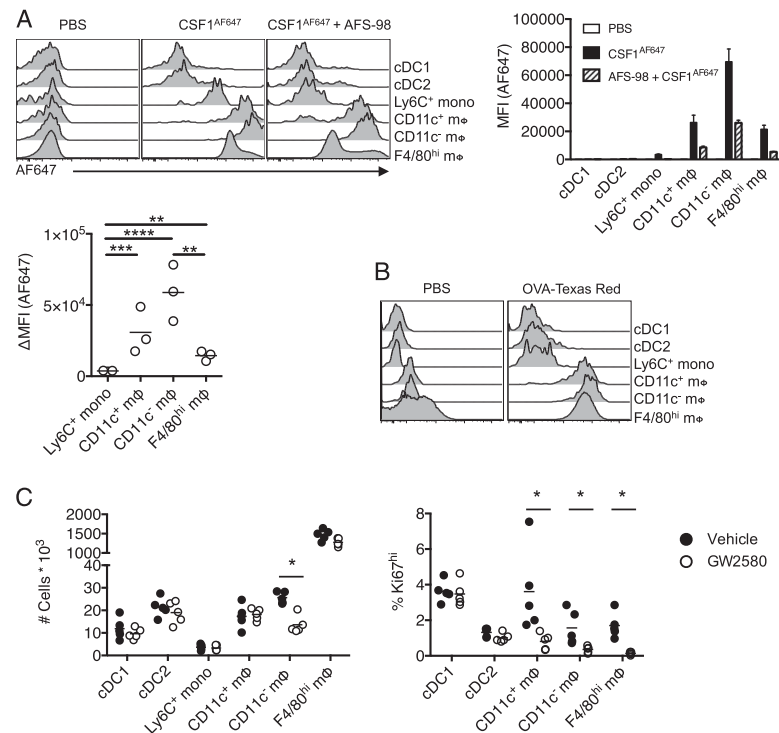 A
PBS
CSF1ᴬᶠ⁶⁴⁷
CSF1ᴬᶠ⁶⁴⁷ + AFS-98
cDC1
cDC2
Ly6C⁺ mono
CD11c⁺ mΦ
CD11c⁻ mΦ
F4/80ʰⁱ mΦ
AF647
MFI (AF647)
100000
80000
60000
40000
20000
0
PBS
CSF1ᴬᶠ⁶⁴⁷
AFS-98 + CSF1ᴬᶠ⁶⁴⁷
cDC1
cDC2
Ly6C⁺ mono
CD11c⁺ mΦ
CD11c⁻ mΦ
F4/80ʰⁱ mΦ
ΔMFI (AF647)
1×10⁵
5×10⁴
0
**
****
*** **
Ly6C⁺ mono
CD11c⁺ mΦ
CD11c⁻ mΦ
F4/80ʰⁱ mΦ
B
PBS
OVA-Texas Red
cDC1
cDC2
Ly6C⁺ mono
CD11c⁺ mΦ
CD11c⁻ mΦ
F4/80ʰⁱ mΦ
C
# Cells * 10³
2000
1500
1000
40
30
20
10
0
*
cDC1
cDC2
Ly6C⁺ mono
CD11c⁺ mΦ
CD11c⁻ mΦ
F4/80ʰⁱ mΦ
% Ki67ʰⁱ
8
6
4
2
0
* * *
cDC1
cDC2
CD11c⁺ mΦ
CD11c⁻ mΦ
F4/80ʰⁱ mΦ
Vehicle
GW2580